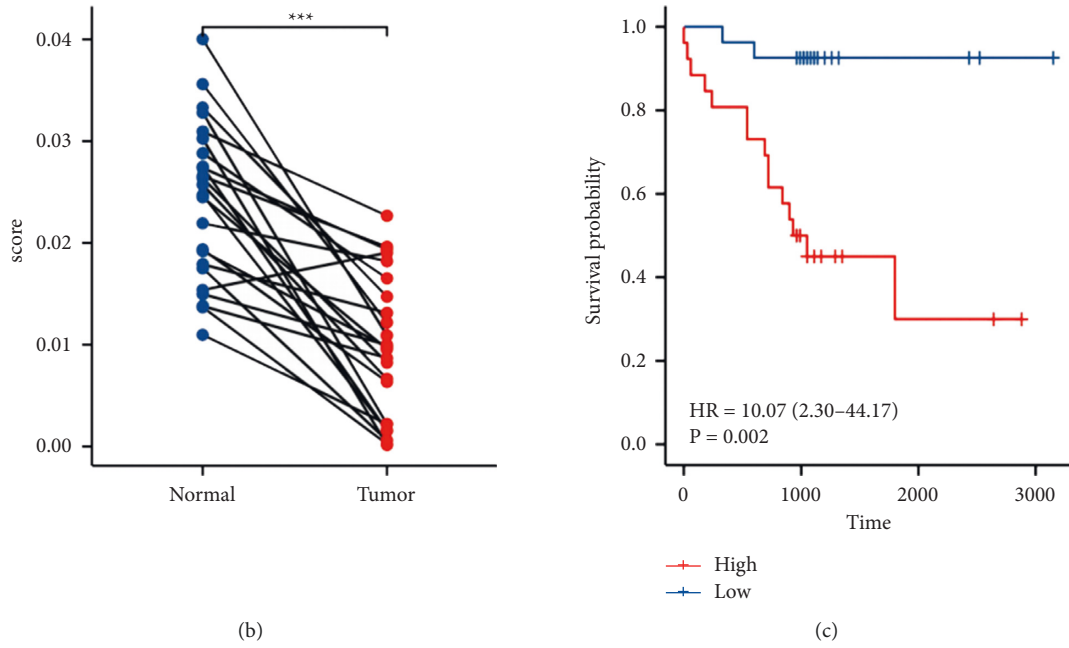 ***
0.04
0.03
0.02
0.01
0.00
score
Normal
Tumor
(b)
1.0
0.8
0.6
0.4
0.2
0.0
Survival probability
HR = 10.07 (2.30–44.17)
P = 0.002
0
1000
2000
3000
Time
High
Low
(c)